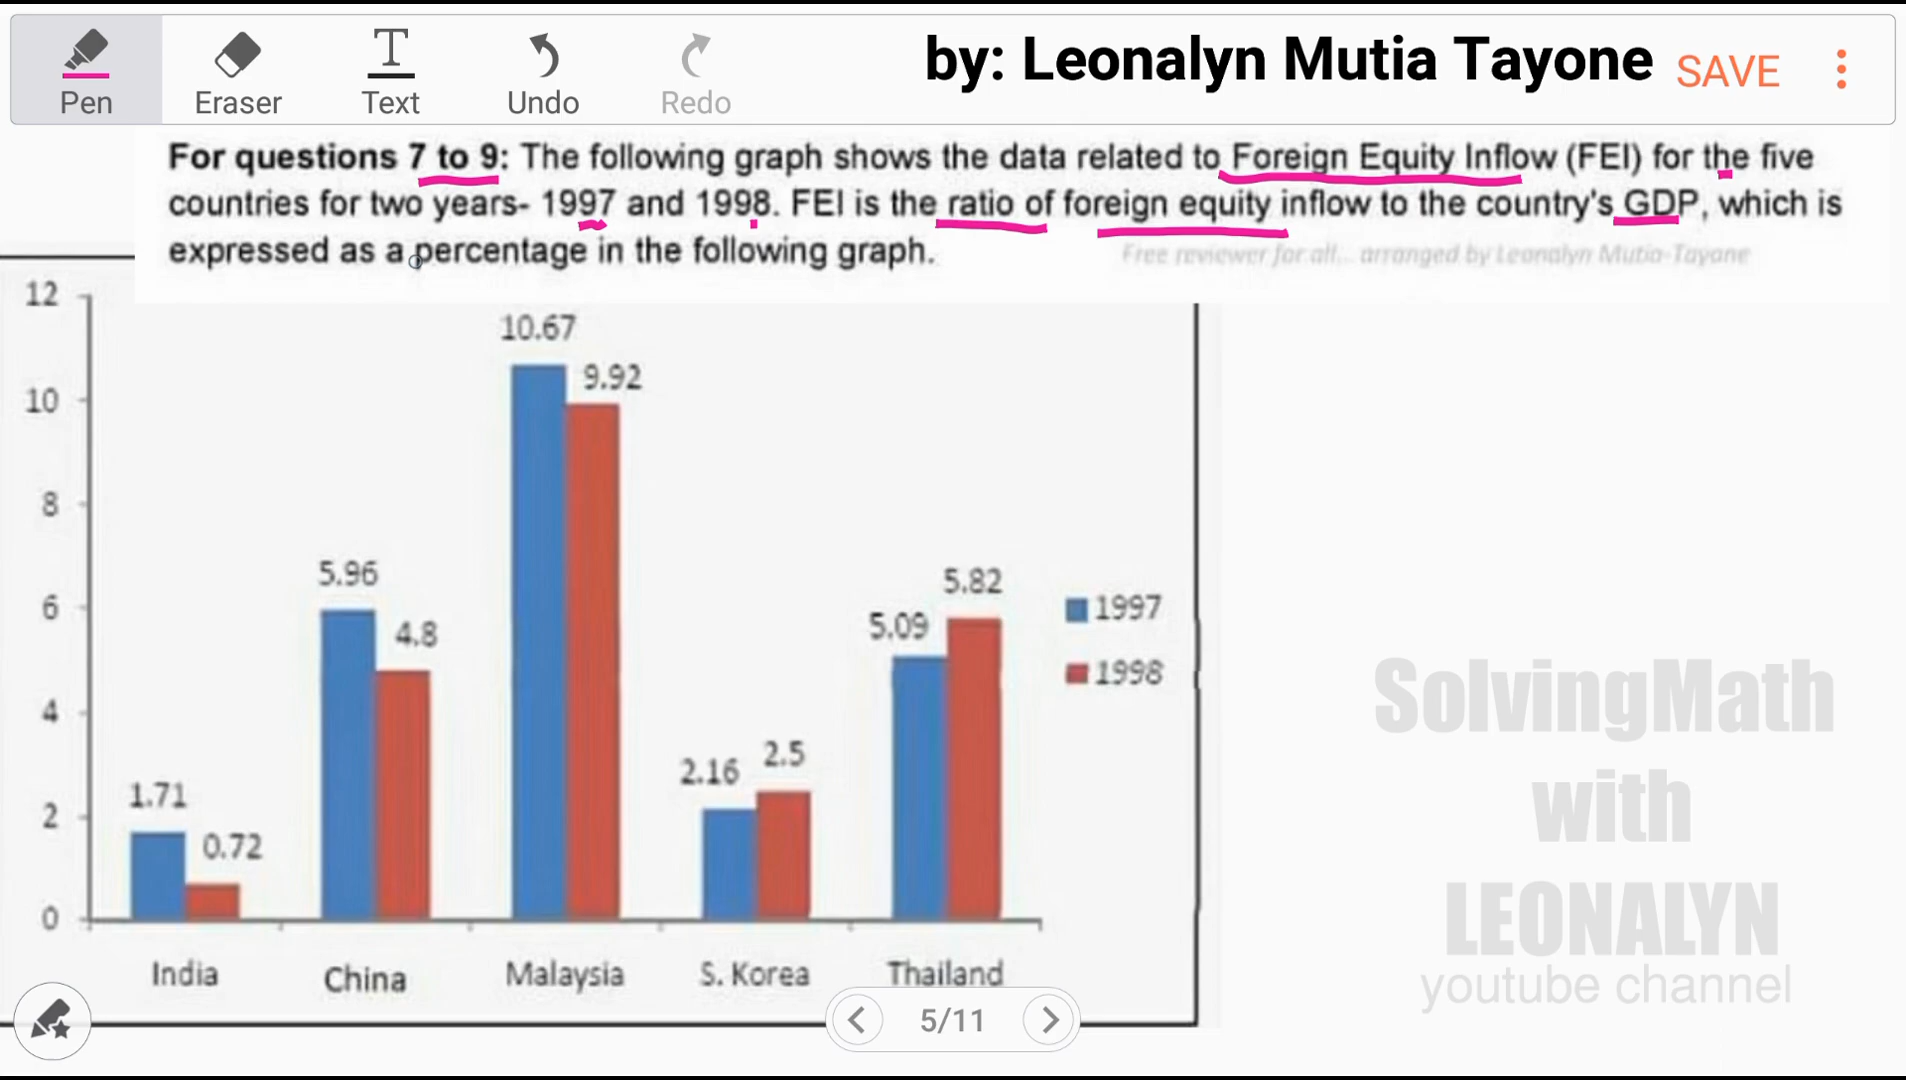 by: Leonalyn Mutia Tayone
SAVE
Pen
Eraser
Text
Undo
Redo
For questions 7 to 9: The following graph shows the data related to Foreign Equity Inflow (FEI) for the five
countries for two years- 1997 and 1998. FEI is the ratio of foreign equity inflow to the country's GDP, which is
expressed as a percentage in the following graph.
Free reviewer for all... arranged by Leonalyn Mutia-Tayone
12
10
8
6
4
2
0
1.71
0.72
5.96
4.8
10.67
9.92
2.16
2.5
5.09
5.82
1997
1998
India
China
Malaysia
S. Korea
Thailand
5/11
SolvingMath
with
LEONALYN
youtube channel